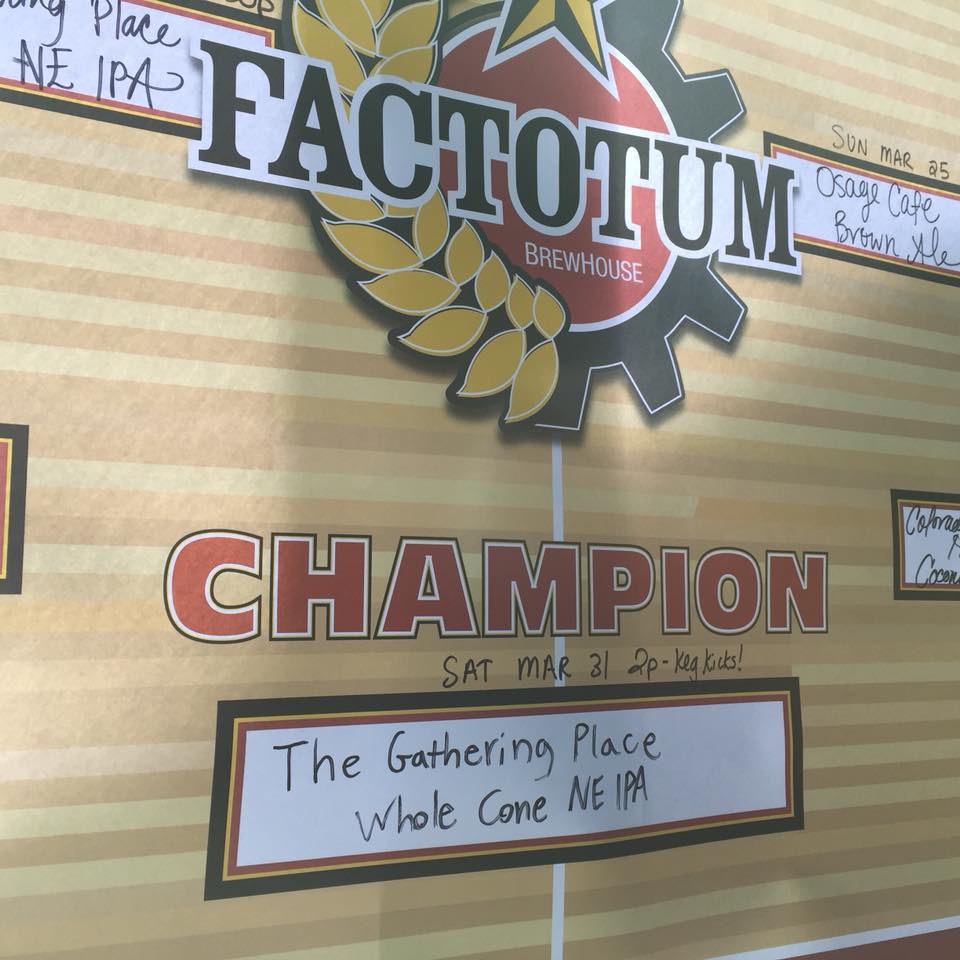 Place
NE IPA
FACTOTUM
BREWHOUSE
SUN MAR 25
Osage Cafe
Brown Ale
CHAMPION
SAT MAR 31 2p-Keg Kicks!
The Gathering Place
Whole Cone NE IPA